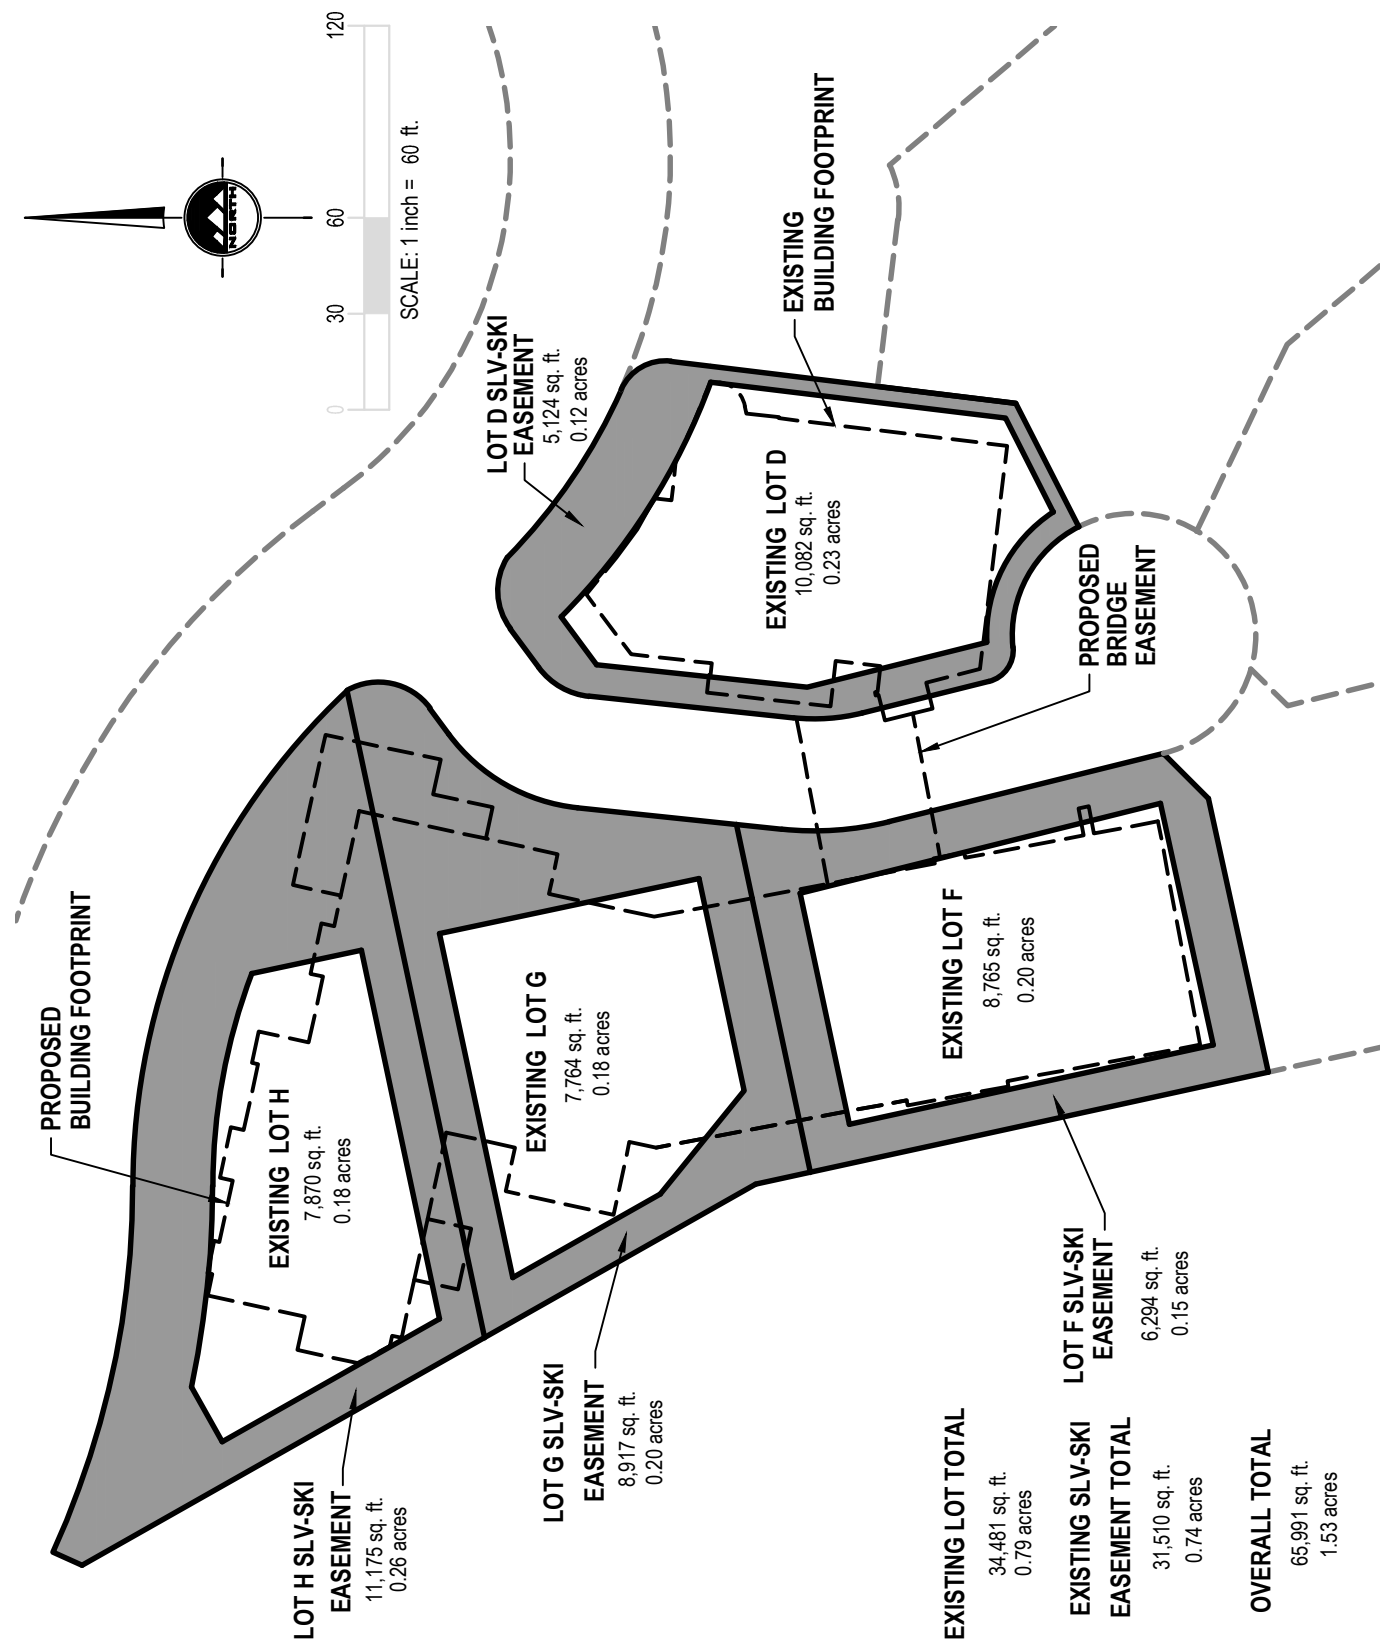 NORTH
0
30
60
120
SCALE: 1 inch = 60 ft.
PROPOSED
BUILDING FOOTPRINT
LOT D SLV-SKI
EASEMENT
5,124 sq. ft.
0.12 acres
EXISTING
BUILDING FOOTPRINT
EXISTING LOT D
10,082 sq. ft.
0.23 acres
PROPOSED
BRIDGE
EASEMENT
EXISTING LOT H
7,870 sq. ft.
0.18 acres
EXISTING LOT G
7,764 sq. ft.
0.18 acres
EXISTING LOT F
8,765 sq. ft.
0.20 acres
LOT H SLV-SKI
EASEMENT
11,175 sq. ft.
0.26 acres
LOT G SLV-SKI
EASEMENT
8,917 sq. ft.
0.20 acres
LOT F SLV-SKI
EASEMENT
6,294 sq. ft.
0.15 acres
EXISTING LOT TOTAL
34,481 sq. ft.
0.79 acres
EXISTING SLV-SKI
EASEMENT TOTAL
31,510 sq. ft.
0.74 acres
OVERALL TOTAL
65,991 sq. ft.
1.53 acres